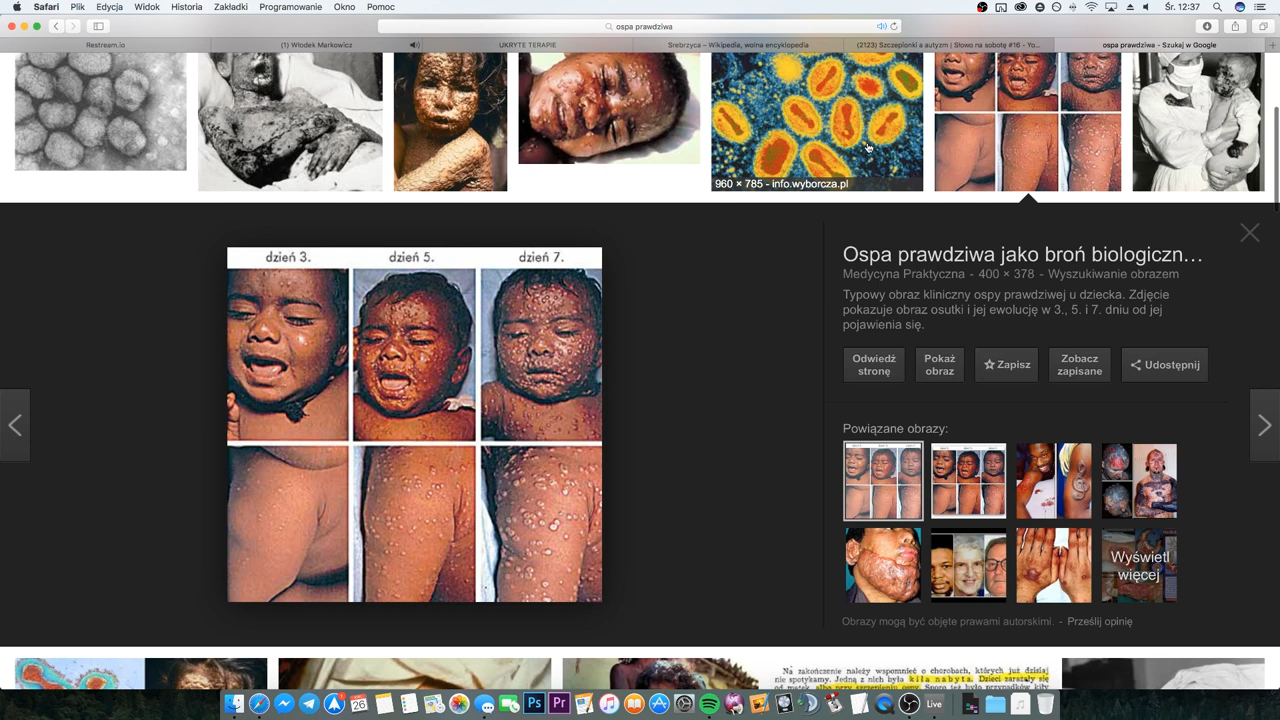 Safari Plik Edycja Widok Historia Zakładki Programowanie Okno Pomoc
Śr. 12:37
ospa prawdziwa
Restream.io
(1) Włodek Markowicz
UKRYTE TERAPIE
Srebrzyca – Wikipedia, wolna encyklopedia
(2123) Szczepionki a autyzm | Słowo na sobotę #16 - Yo...
ospa prawdziwa - Szukaj w Google
960 × 785 - info.wyborcza.pl
dzień 3. dzień 5. dzień 7.
Ospa prawdziwa jako broń biologiczn...
Medycyna Praktyczna - 400 × 378 - Wyszukiwanie obrazem
Typowy obraz kliniczny ospy prawdziwej u dziecka. Zdjęcie
pokazuje obraz osutki i jej ewolucję w 3., 5. i 7. dniu od jej
pojawienia się.
Odwiedź
stronę
Pokaż
obraz
Zapisz
Zobacz
zapisane
Udostępnij
Powiązane obrazy:
Wyświetl
więcej
Obrazy mogą być objęte prawami autorskimi. - Prześlij opinię
Na zakończenie należy wspomnieć o chorobach, których już dzisiaj
nie spotykamy. Jedną z nich była kiła nabyta. Dzieci zarażały się
26
Ps
Pr
Live